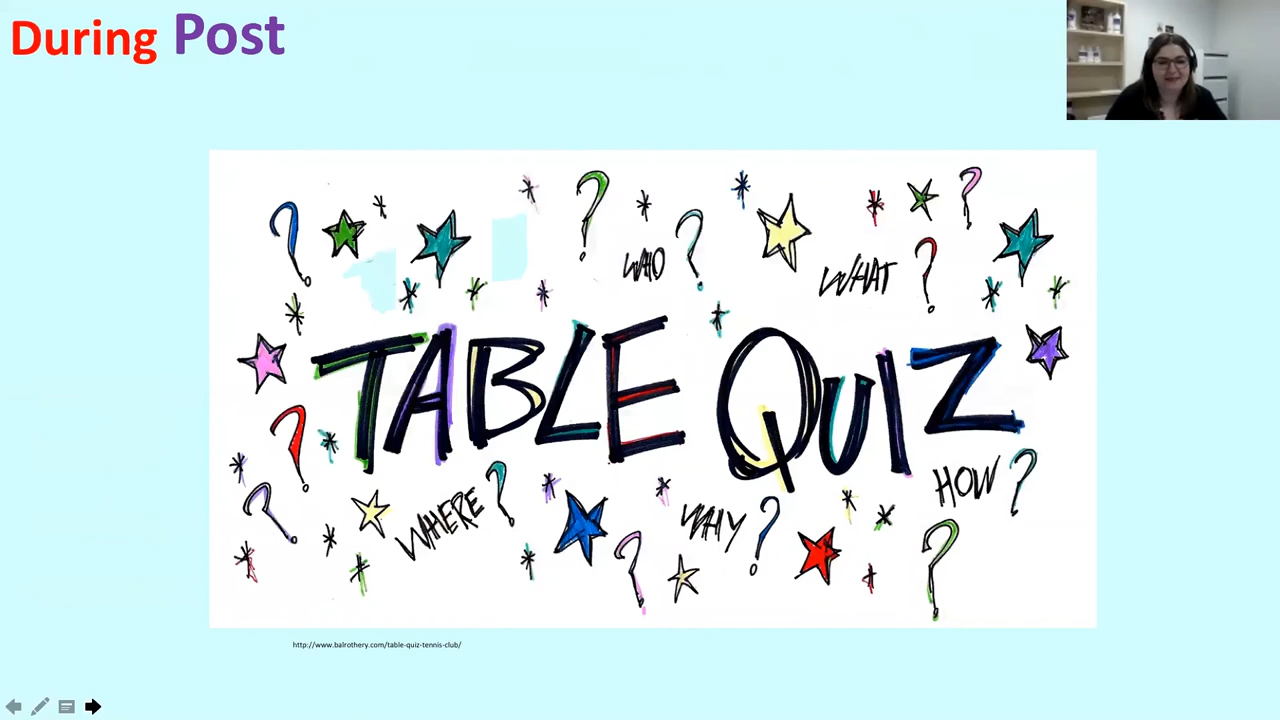 During Post
WHO?
WHAT?
TABLE QUIZ
WHERE?
WHY?
HOW?
http://www.balrothery.com/table-quiz-tennis-club/